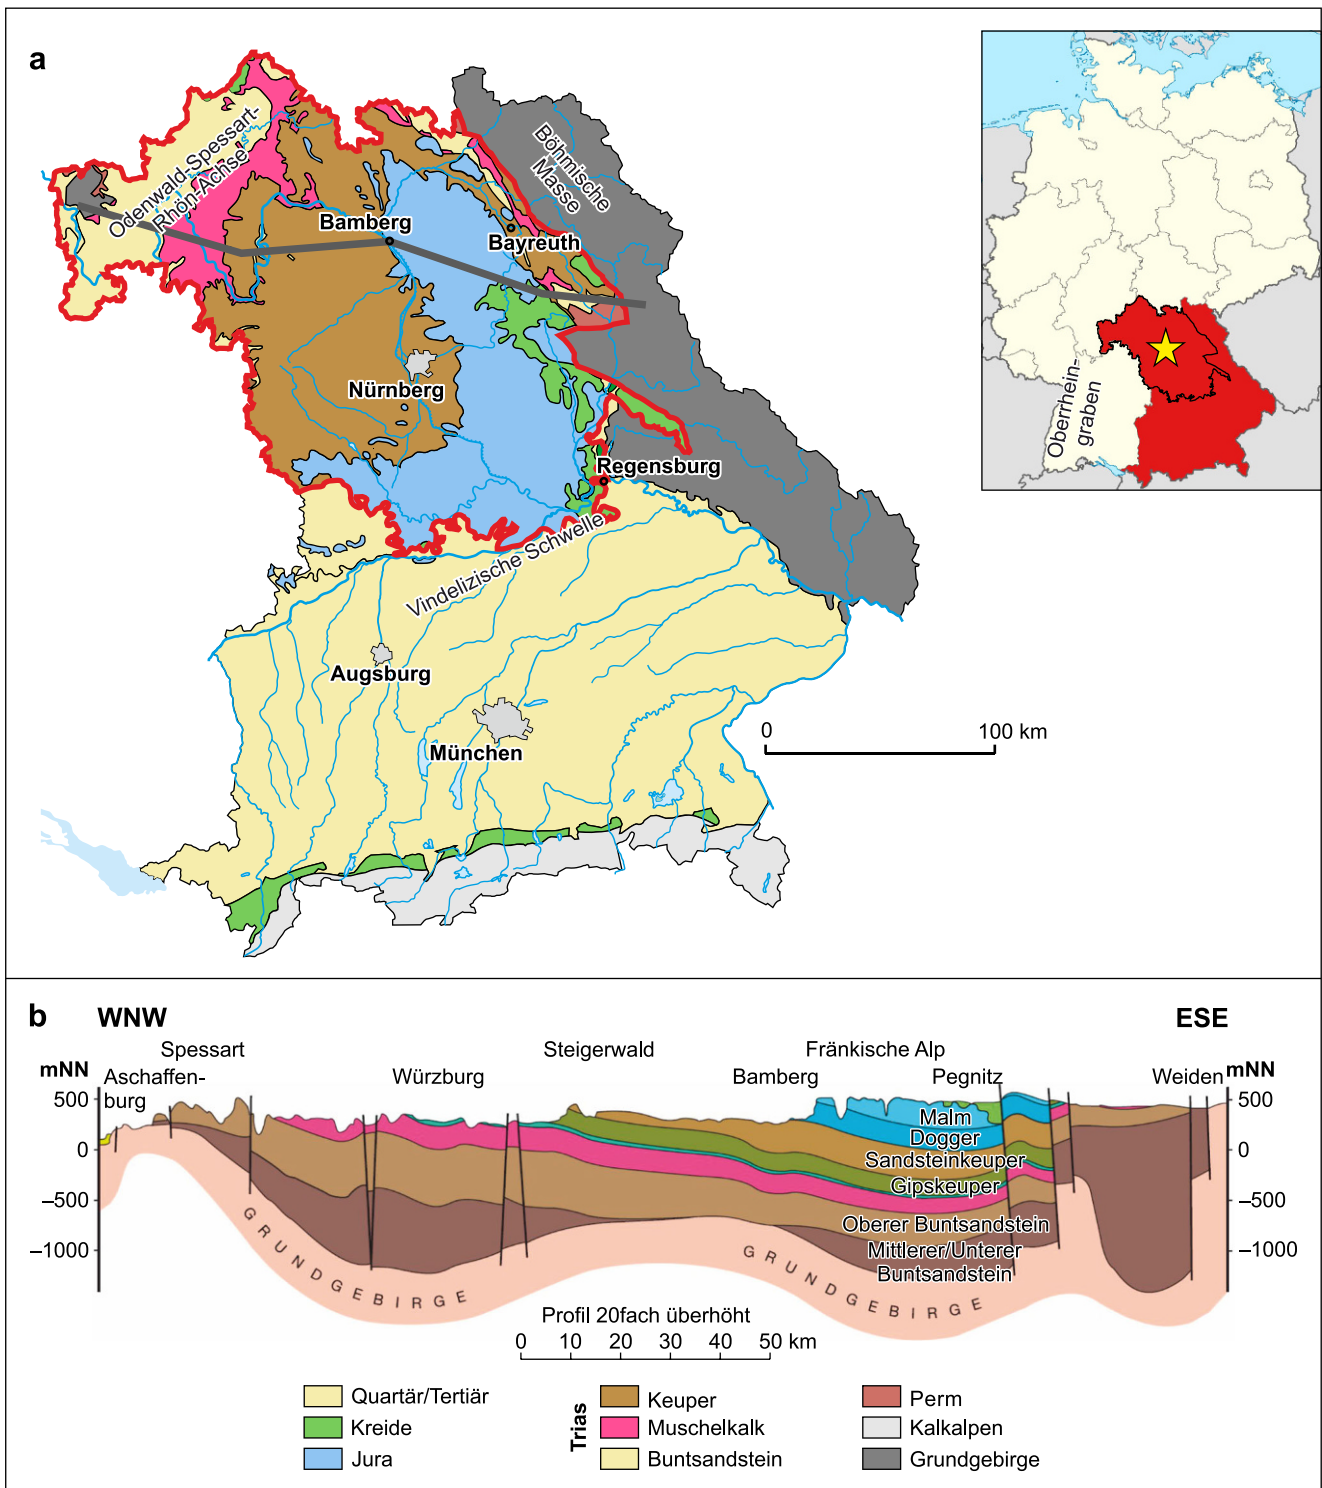 a
Odenwald-Spessart-
Rhön-Achse
Böhmische
Masse
Bamberg
Bayreuth
Nürnberg
Regensburg
Vindelizische Schwelle
Augsburg
München
0 100 km
Oberrhein-
graben
b WNW ESE
Spessart Steigerwald Fränkische Alp
mNN Aschaffen- Würzburg Bamberg Pegnitz Weiden mNN
burg
500 500
0 0
–500 –500
–1000 –1000
Malm
Dogger
Sandsteinkeuper
Gipskeuper
Oberer Buntsandstein
Mittlerer/Unterer
Buntsandstein
GRUNDGEBIRGE
GRUNDGEBIRGE
Profil 20fach überhöht
0 10 20 30 40 50 km
Quartär/Tertiär
Kreide
Jura
Trias
Keuper
Muschelkalk
Buntsandstein
Perm
Kalkalpen
Grundgebirge